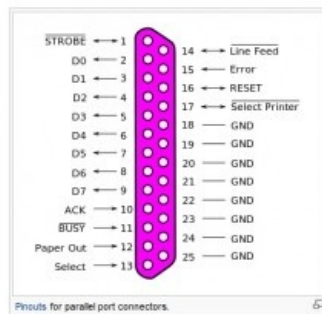 STROBE 1
D0 2
D1 3
D2 4
D3 5
D4 6
D5 7
D6 8
D7 9
ACK 10
BUSY 11
Paper Out 12
Select 13
14 Line Feed
15 Error
16 RESET
17 Select Printer
18 GND
19 GND
20 GND
21 GND
22 GND
23 GND
24 GND
25 GND
Pinouts for parallel port connectors.